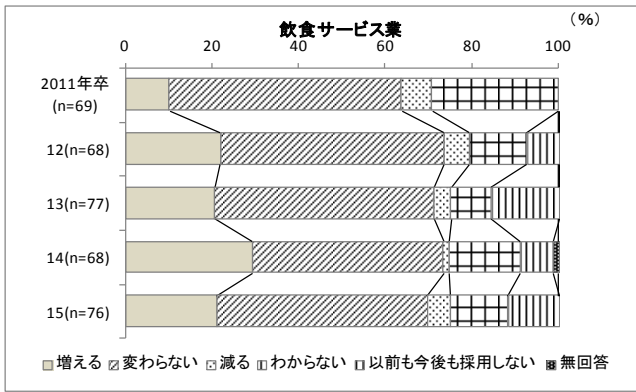 飲食サービス業
(%)
0 20 40 60 80 100
2011年卒
(n=69)
12(n=68)
13(n=77)
14(n=68)
15(n=76)
増える 変わらない 減る わからない 以前も今後も採用しない 無回答